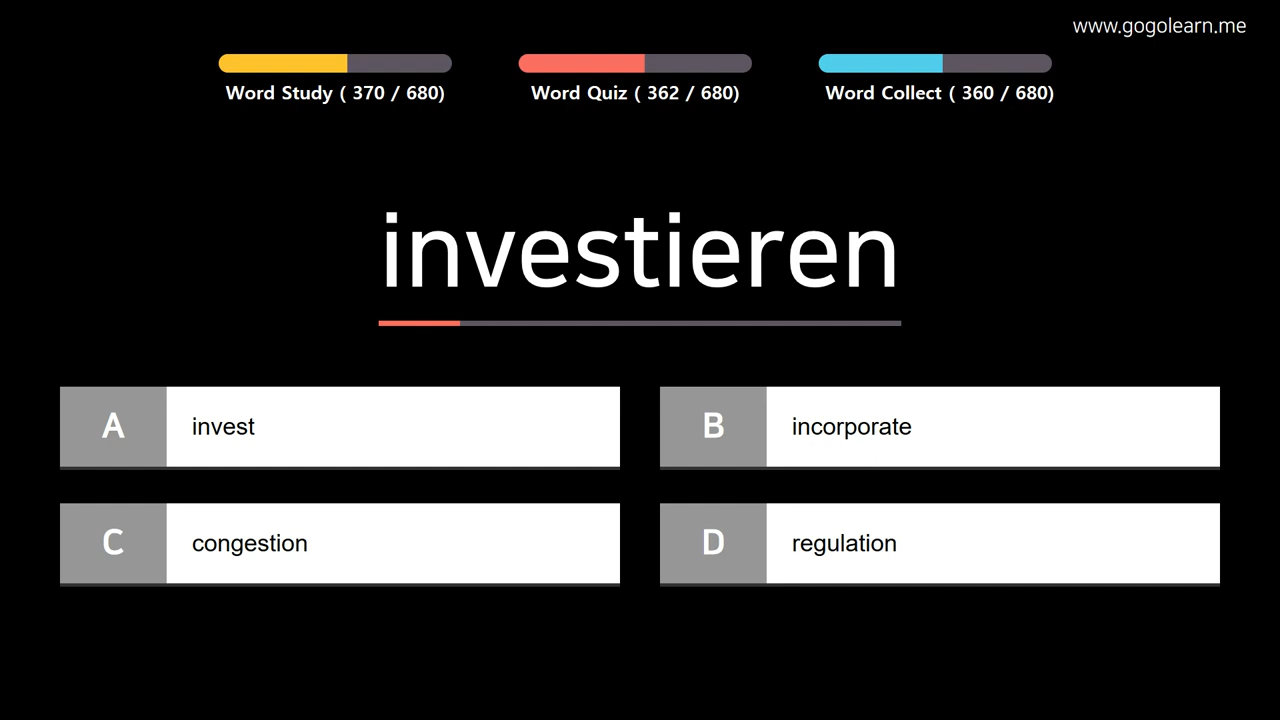 www.gogolearn.me
Word Study ( 370 / 680)
Word Quiz ( 362 / 680)
Word Collect ( 360 / 680)
investieren
A invest
B incorporate
C congestion
D regulation